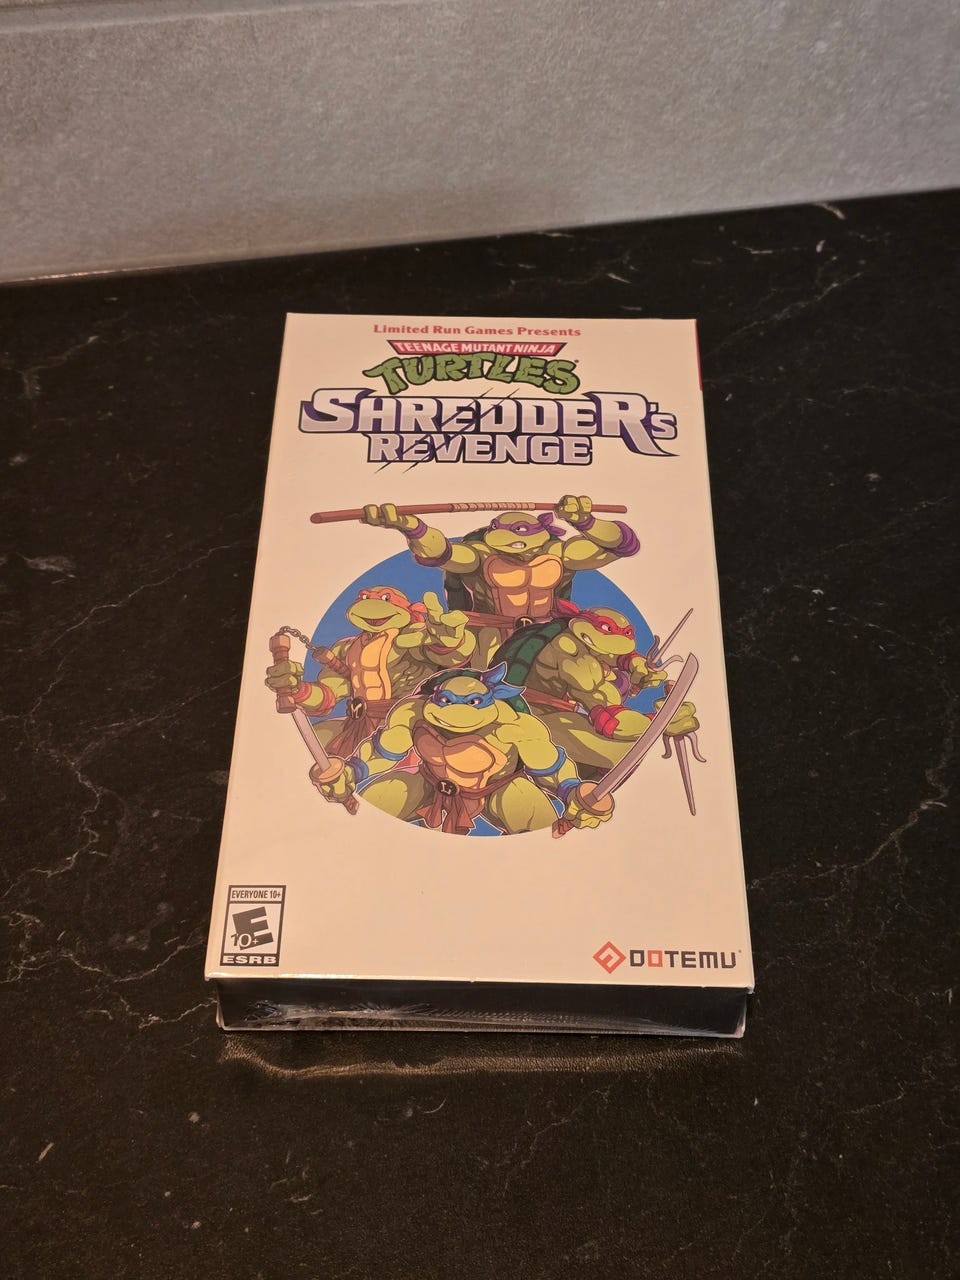 Limited Run Games Presents
TEENAGE MUTANT NINJA
TURTLES
SHREDDER'S
REVENGE
EVERYONE 10+
E
10+
ESRB
DOTEMU